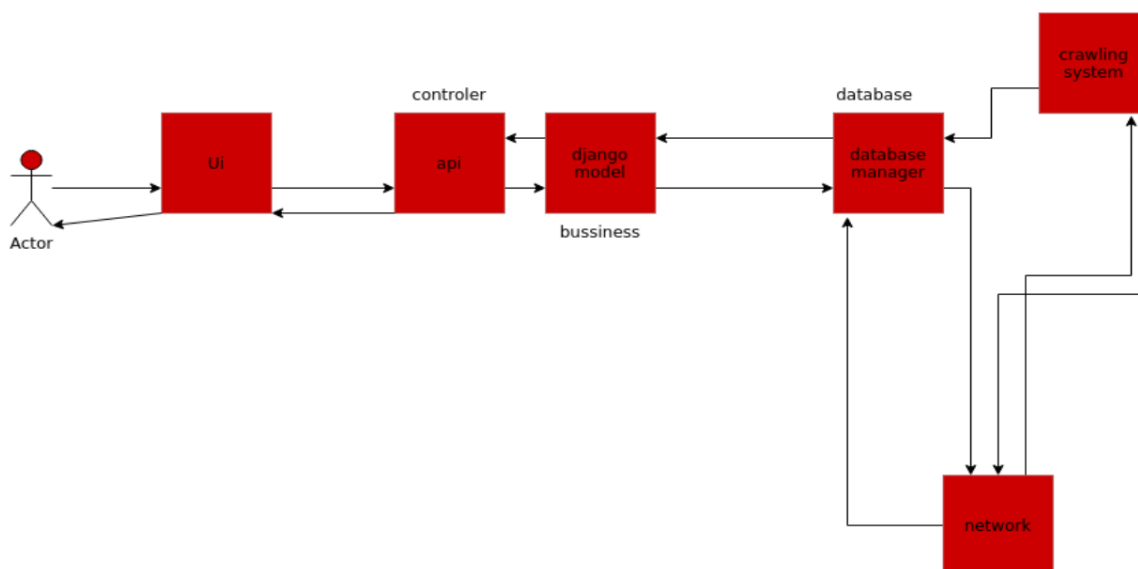 crawling
system
controler
database
Ui
api
django
model
database
manager
bussiness
Actor
network